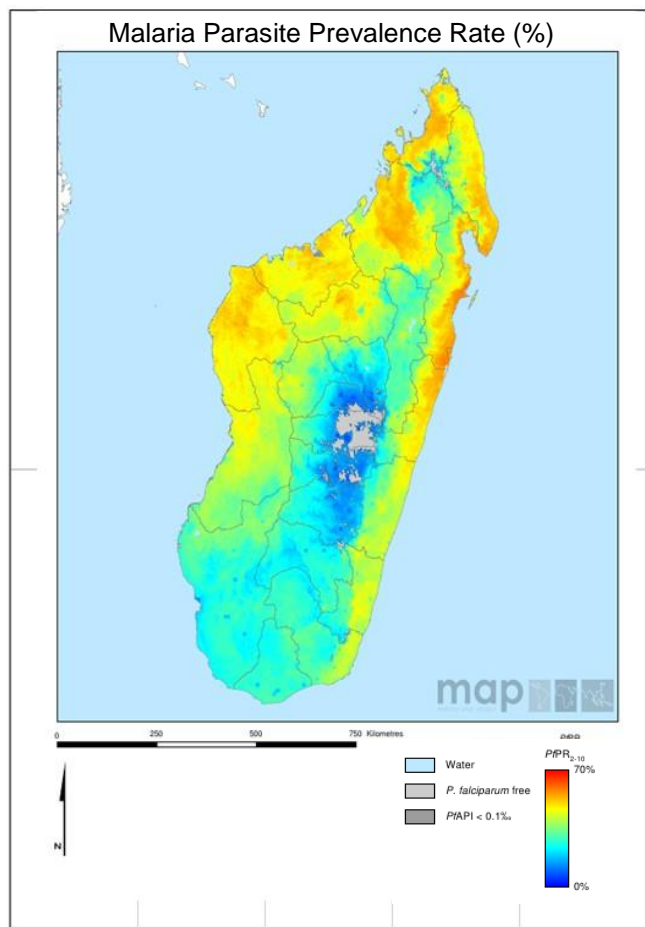 Malaria Parasite Prevalence Rate (%)
map
0 250 500 750 Kilometres
Water
P. falciparum free
PfAPI < 0.1‰
PfPR2-10
70%
0%
N